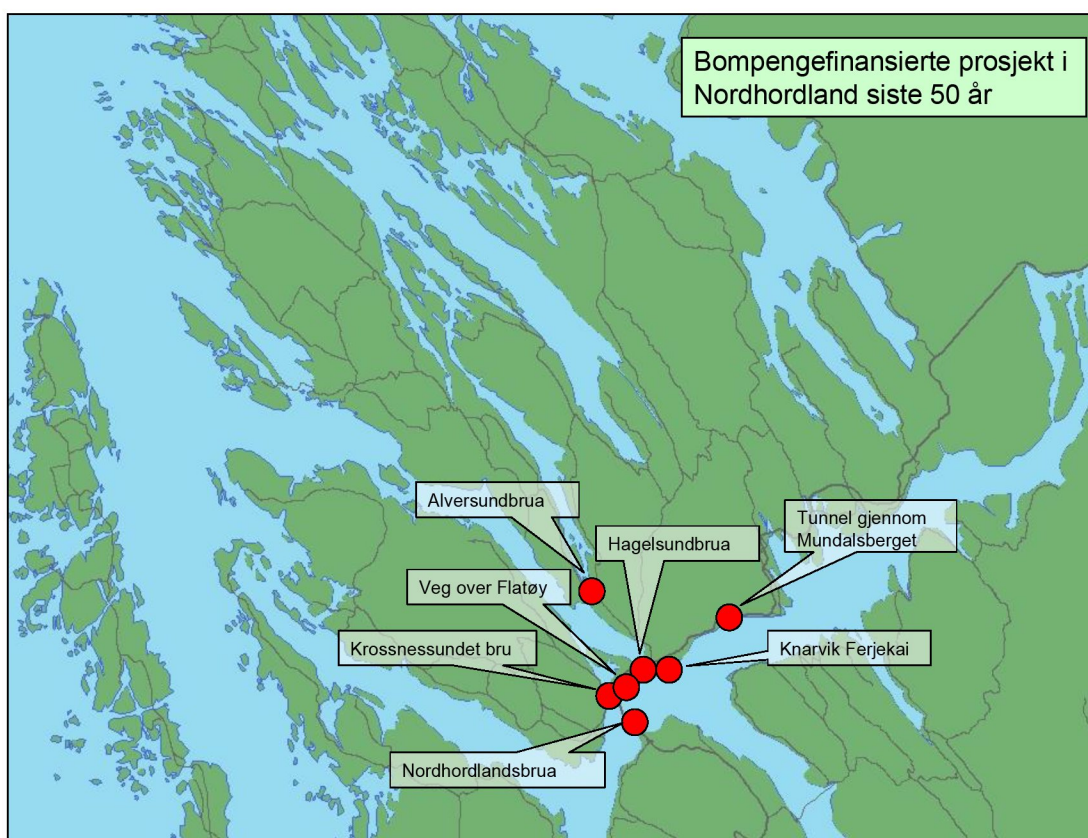 Bompengefinansierte prosjekt i
Nordhordland siste 50 år
Alversundbrua
Hagelsundbrua
Tunnel gjennom
Mundalsberget
Veg over Flatøy
Krossnessundet bru
Knarvik Ferjekai
Nordhordlandsbrua